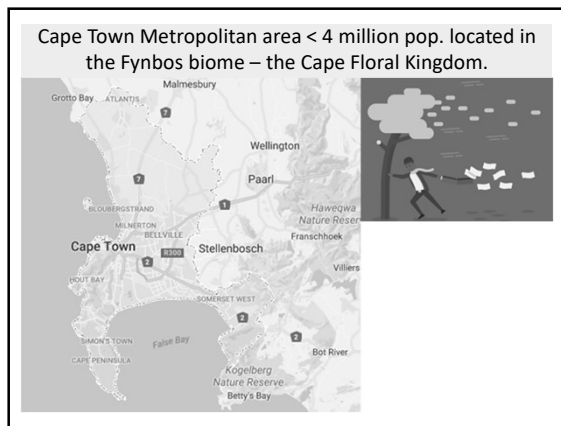 Cape Town Metropolitan area < 4 million pop. located in
the Fynbos biome – the Cape Floral Kingdom.
Malmesbury
Grotto Bay
ATLANTIS
7
Wellington
Paarl
7
1
BLOUBERGSTRAND
MILNERTON
BELLVILLE
Haweqwa
Nature Reser
Franschhoek
Cape Town
R300
Stellenbosch
2
Villiers
HOUT BAY
SOMERSET WEST
2
2
SIMON'S TOWN
False Bay
Bot River
CAPE PENINSULA
Kogelberg
Nature Reserve
Betty's Bay